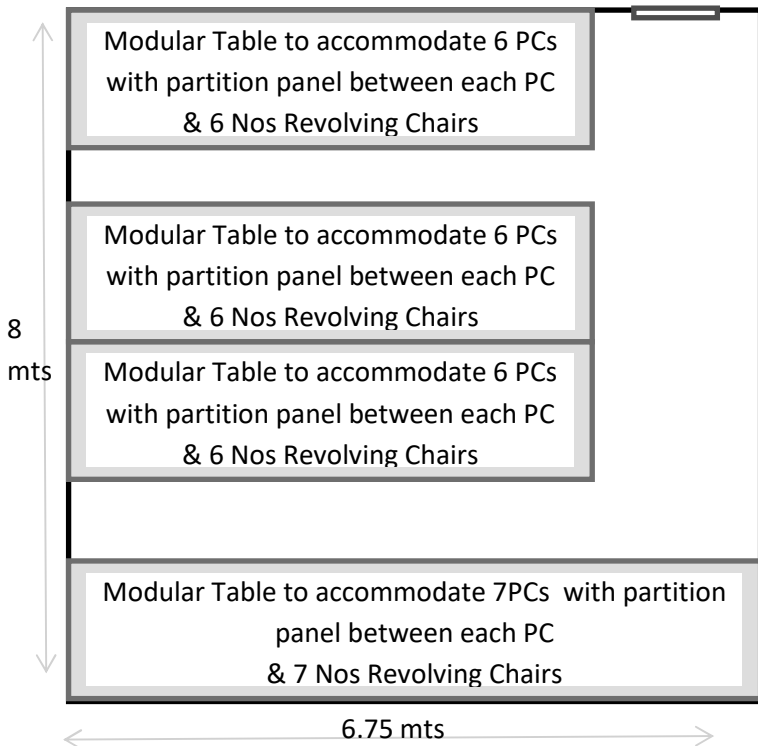 Modular Table to accommodate 6 PCs
with partition panel between each PC
& 6 Nos Revolving Chairs
Modular Table to accommodate 6 PCs
with partition panel between each PC
& 6 Nos Revolving Chairs
8
mts
Modular Table to accommodate 6 PCs
with partition panel between each PC
& 6 Nos Revolving Chairs
Modular Table to accommodate 7PCs with partition
panel between each PC
& 7 Nos Revolving Chairs
6.75 mts